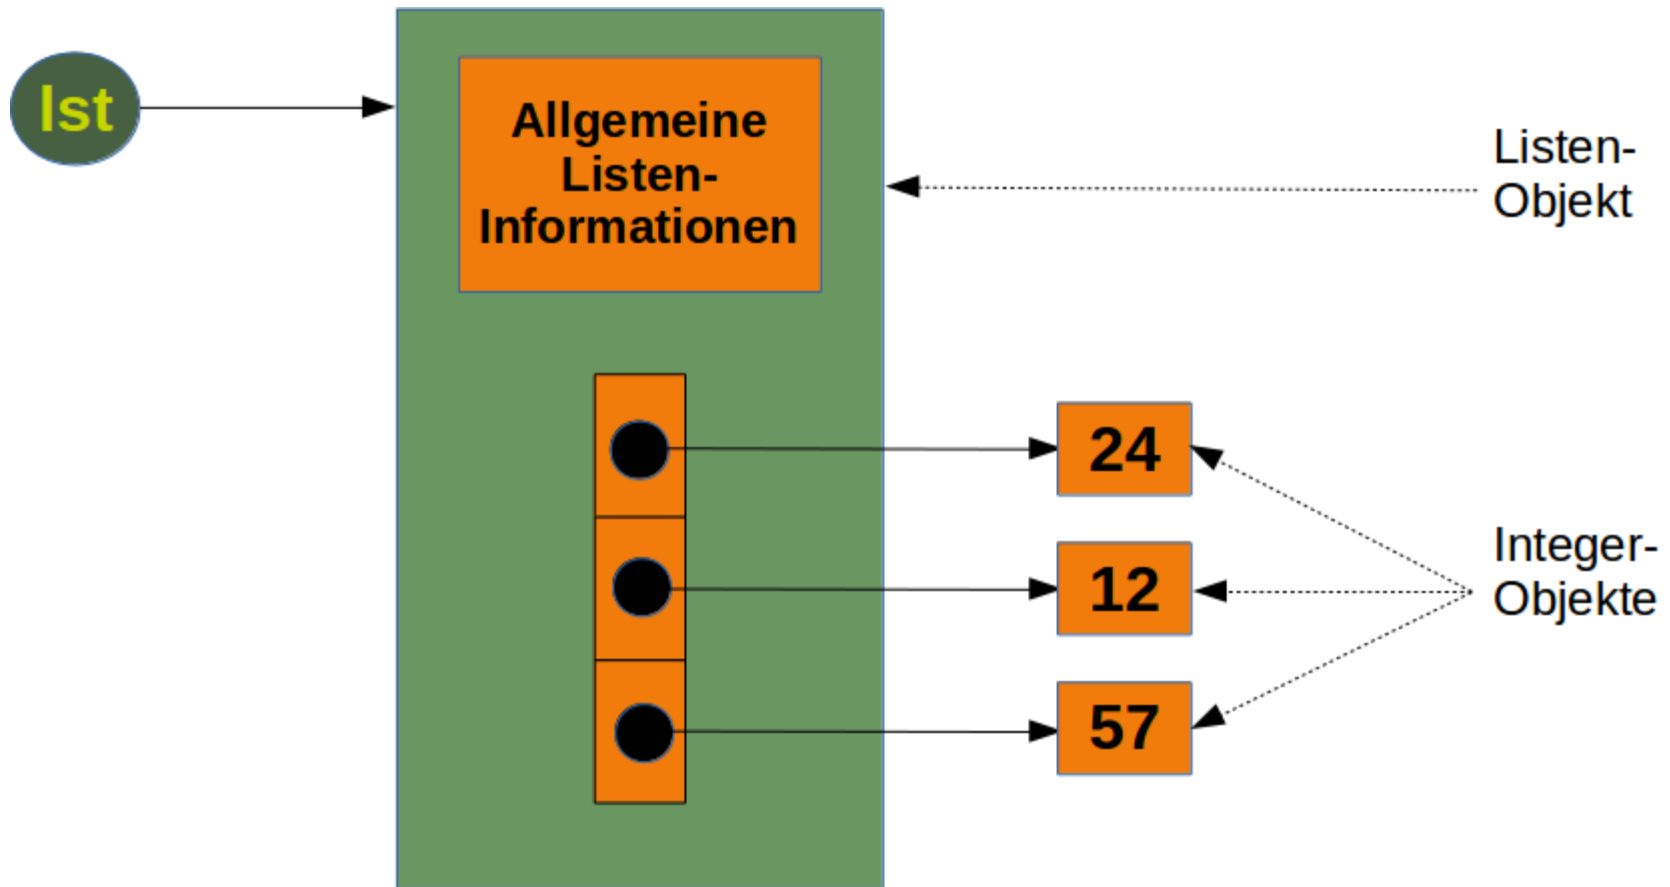 lst
Allgemeine
Listen-
Informationen
Listen-
Objekt
24
12
57
Integer-
Objekte